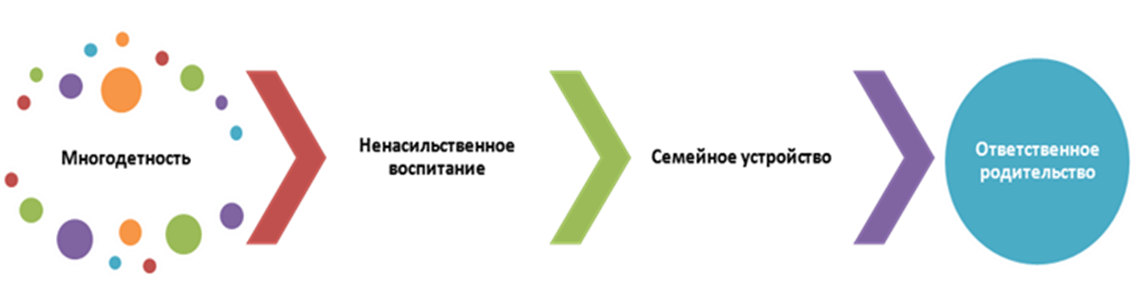 Многодетность
Ненасильственное
воспитание
Семейное устройство
Ответственное
родительство